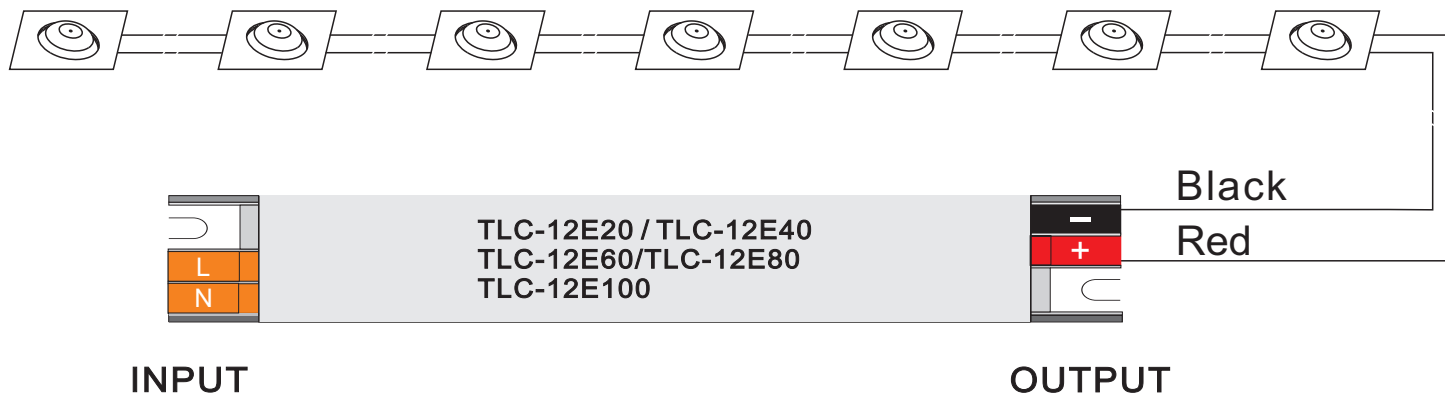 Black
TLC-12E20 / TLC-12E40
TLC-12E60/TLC-12E80
TLC-12E100
L
N
−
+
Red
INPUT
OUTPUT